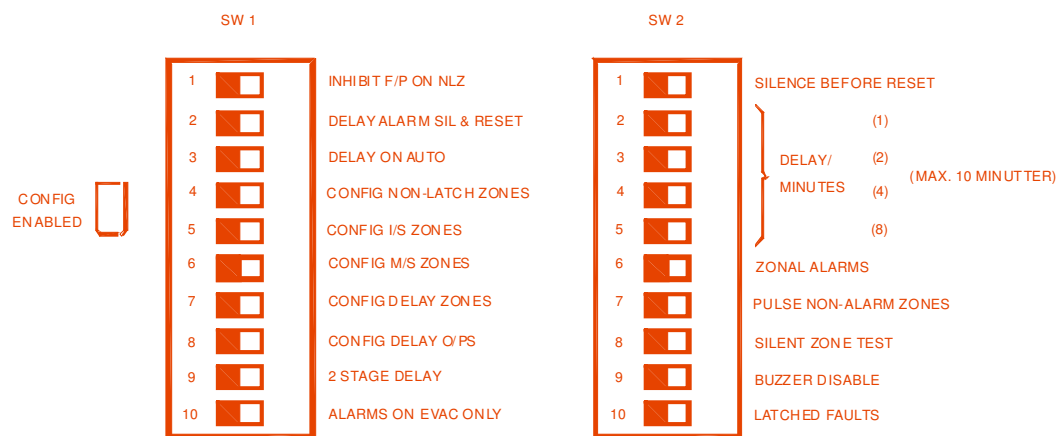 SW 1
1 INHIBIT F/P ON NLZ
2 DELAY ALARM SIL & RESET
3 DELAY ON AUTO
4 CONFIG NON-LATCH ZONES
5 CONFIG I/S ZONES
6 CONFIG M/S ZONES
7 CONFIG DELAY ZONES
8 CONFIG DELAY O/PS
9 2 STAGE DELAY
10 ALARMS ON EVAC ONLY
CONFIG
ENABLED
SW 2
1 SILENCE BEFORE RESET
2 (1)
3 (2)
4 (4)
5 (8)
DELAY/
MINUTES
(MAX. 10 MINUTTER)
6 ZONAL ALARMS
7 PULSE NON-ALARM ZONES
8 SILENT ZONE TEST
9 BUZZER DISABLE
10 LATCHED FAULTS